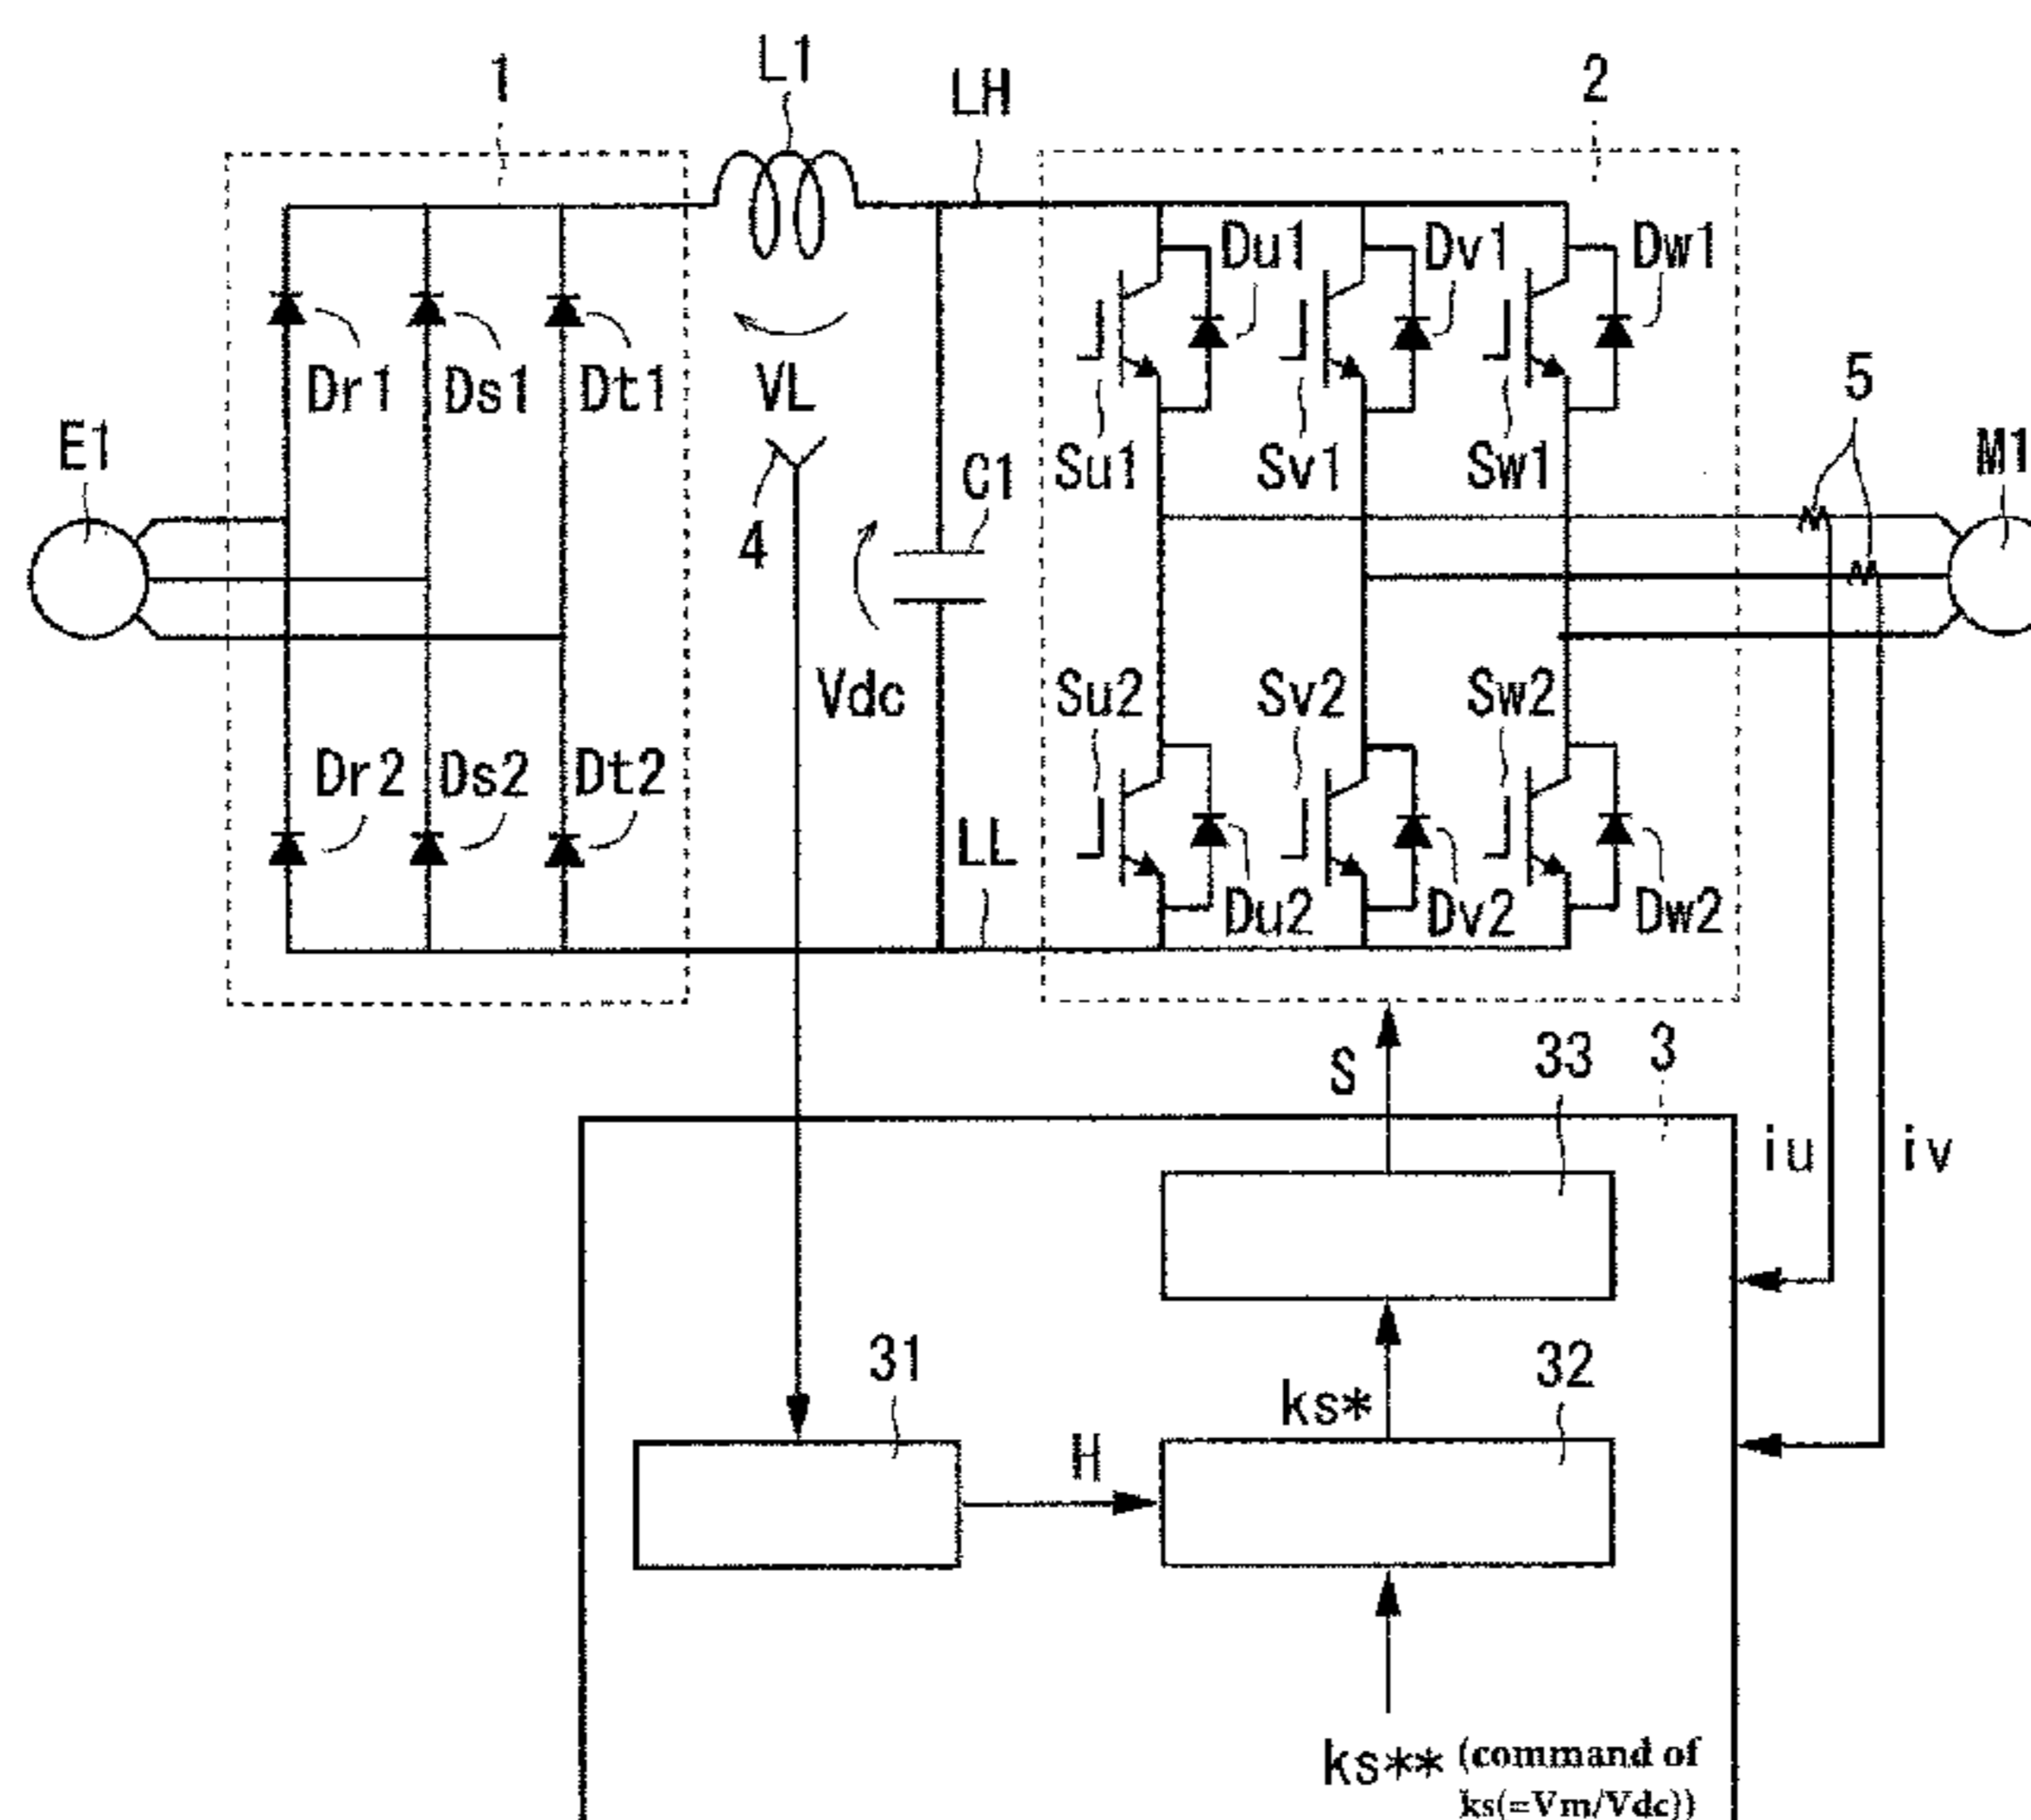 1
L1
LH
2
Du1
Dv1
Dw1
Dr1
Ds1
Dt1
VL
5
E1
4
C1
Su1
Sv1
Sw1
M1
Vdc
Su2
Sv2
Sw2
Dr2
Ds2
Dt2
LL
Du2
Dv2
Dw2
S
33
3
iu
iv
31
32
ks*
H
ks** (command of
ks(=Vm/Vdc))